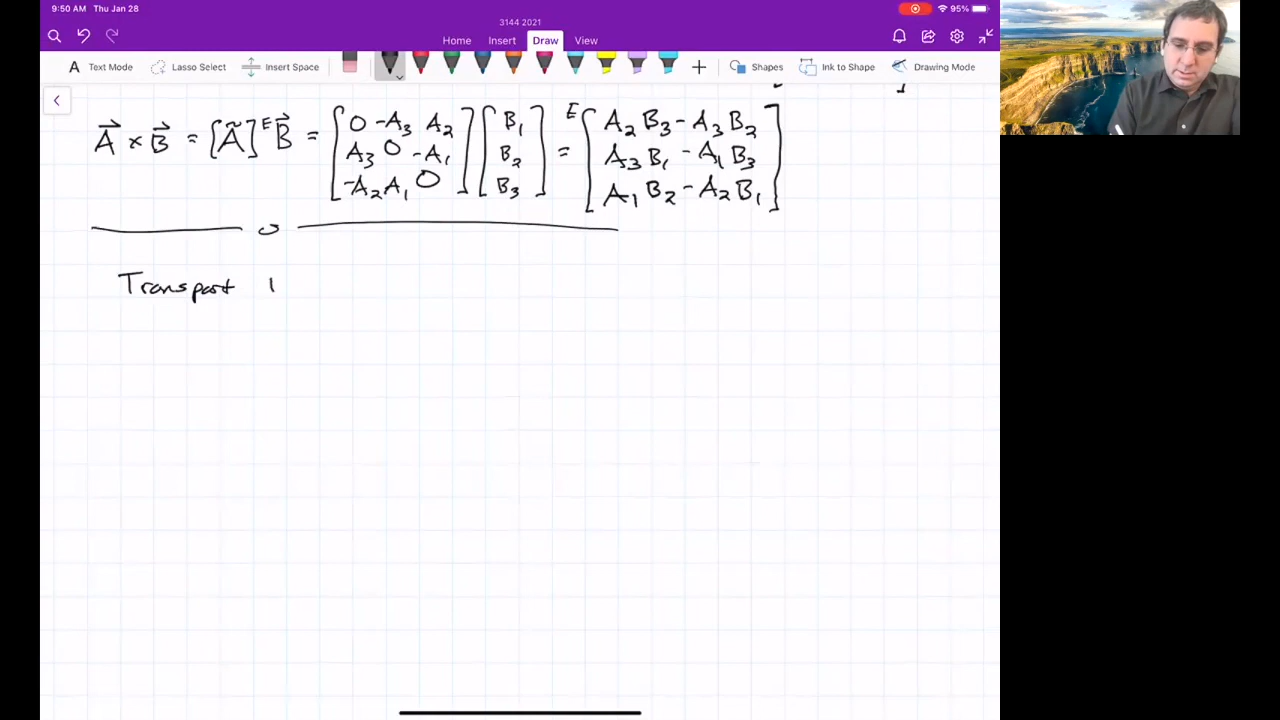 9:50 AM Thu Jan 28
95%
3144 2021
Home Insert Draw View
A Text Mode Lasso Select Insert Space Shapes Ink to Shape Drawing Mode
A⃗ × B⃗ = [Ã] ᴱB⃗ = [0 -A₃ A₂ [B₁ ᴱ[A₂B₃ - A₃B₂
A₃ 0 -A₁ B₂ = A₃B₁ - A₁B₃
-A₂ A₁ 0] B₃] A₁B₂ - A₂B₁]
Transport